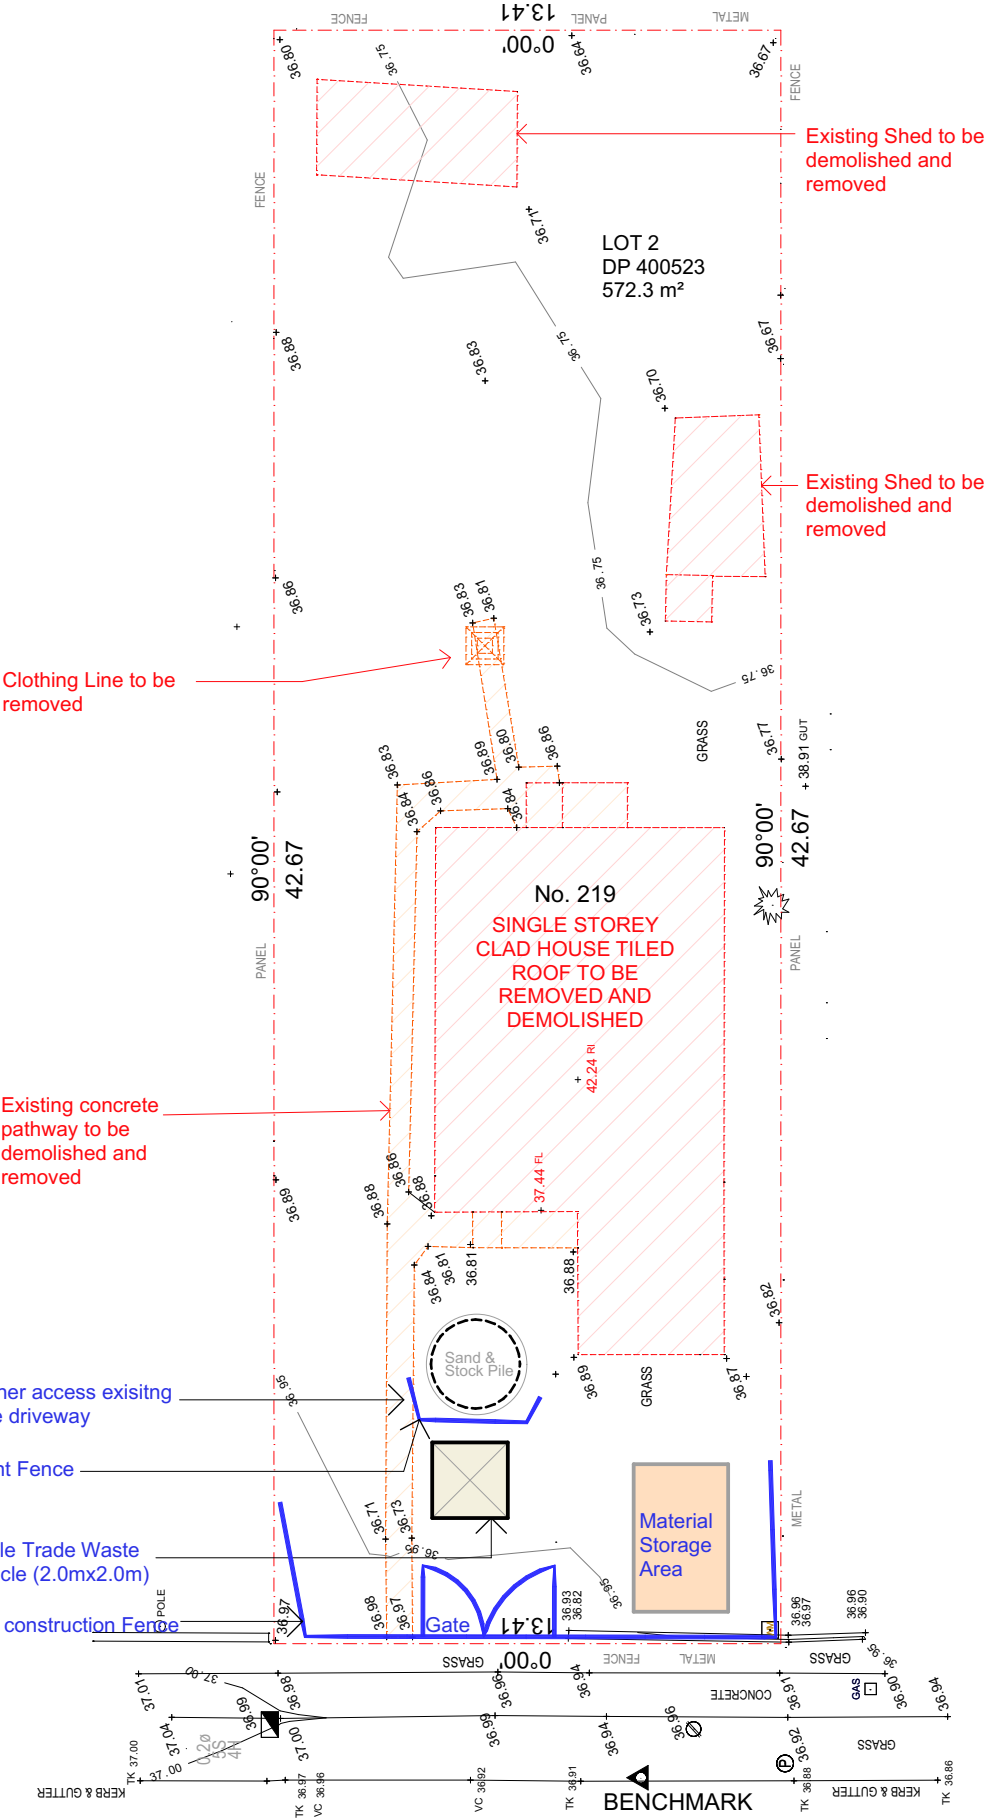 FENCE
13.41
0°00'
PANEL
METAL
36.80
36.75
36.64
36.67
FENCE
Existing Shed to be
demolished and
removed
FENCE
36.71
LOT 2
DP 400523
572.3 m²
36.88
36.83
36.75
36.67
36.70
Existing Shed to be
demolished and
removed
36.75
36.86
36.83
36.81
36.73
Clothing Line to be
removed
36.75
GRASS
36.77
38.91 GUT
36.83
36.84
36.86
36.89
36.80
36.86
36.84
90°00'
42.67
90°00'
42.67
No. 219
SINGLE STOREY
CLAD HOUSE TILED
ROOF TO BE
REMOVED AND
DEMOLISHED
PANEL
PANEL
42.24 RI
Existing concrete
pathway to be
demolished and
removed
36.89
36.88
36.86
36.88
37.44 FL
36.84
36.81
36.81
36.88
36.82
Sand &
Stock Pile
36.89
GRASS
36.87
36.95
her access exisitng
e driveway
nt Fence
METAL
Material
Storage
Area
36.71
36.73
36.95
le Trade Waste
cle (2.0mx2.0m)
36.95
POLE
construction Fence
36.97
36.98
36.97
Gate
13.41
0°00'
36.93
36.82
36.96
36.97
36.96
36.90
36.95
GRASS
FENCE
METAL
GRASS
37.01
37.00
36.99
36.98
36.96
36.94
CONCRETE
36.91
GAS
36.90
36.94
37.04
0.2ø
5S
4N
37.00
36.99
36.94
36.96
36.92
GRASS
P
KERB & GUTTER
TK 37.00
37.00
TK 36.97
VC 36.96
VC 36.92
TK 36.91
BENCHMARK
TK 36.88
KERB & GUTTER
TK 36.86